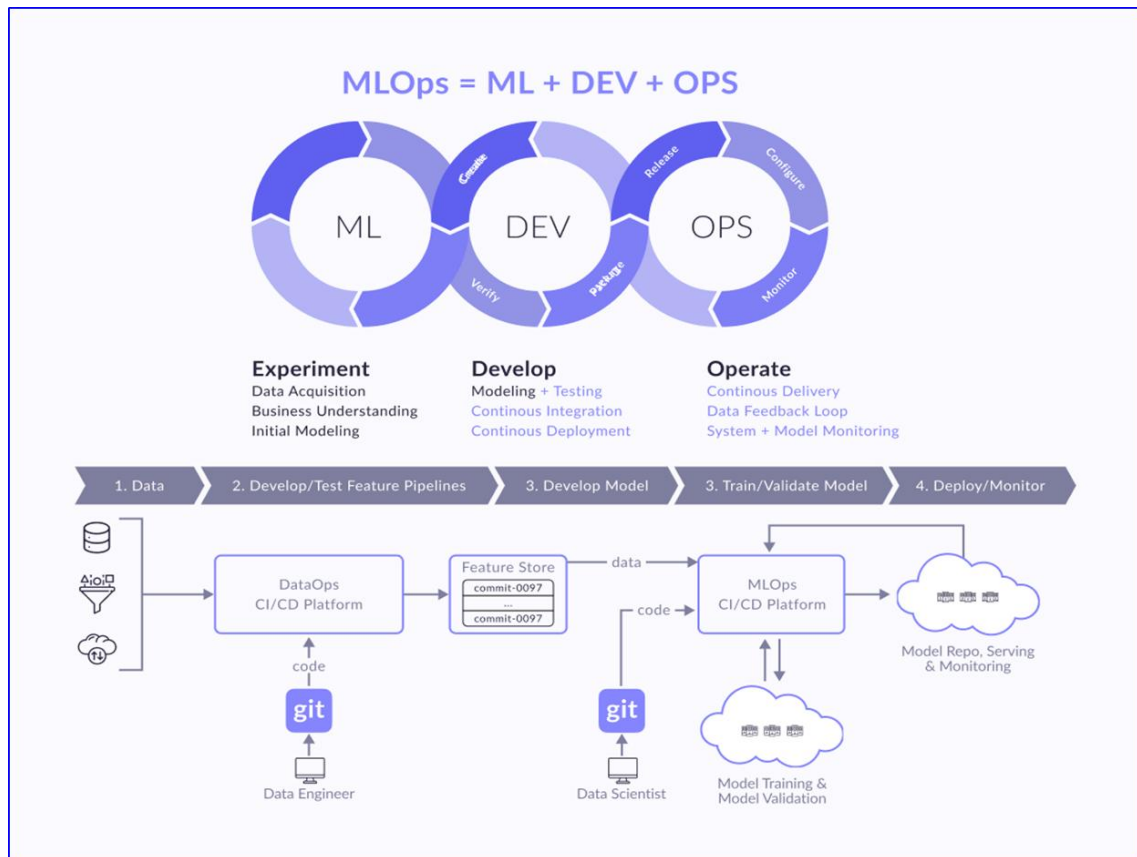 MLOps = ML + DEV + OPS
ML
DEV
OPS
Create
Verify
Package
Release
Configure
Monitor
Experiment
Data Acquisition
Business Understanding
Initial Modeling
Develop
Modeling + Testing
Continous Integration
Continous Deployment
Operate
Continous Delivery
Data Feedback Loop
System + Model Monitoring
1. Data
2. Develop/Test Feature Pipelines
3. Develop Model
3. Train/Validate Model
4. Deploy/Monitor
DataOps
CI/CD Platform
Feature Store
commit-0097
...
commit-0097
data
code
MLOps
CI/CD Platform
Model Repo, Serving
& Monitoring
code
git
Data Engineer
git
Data Scientist
Model Training &
Model Validation